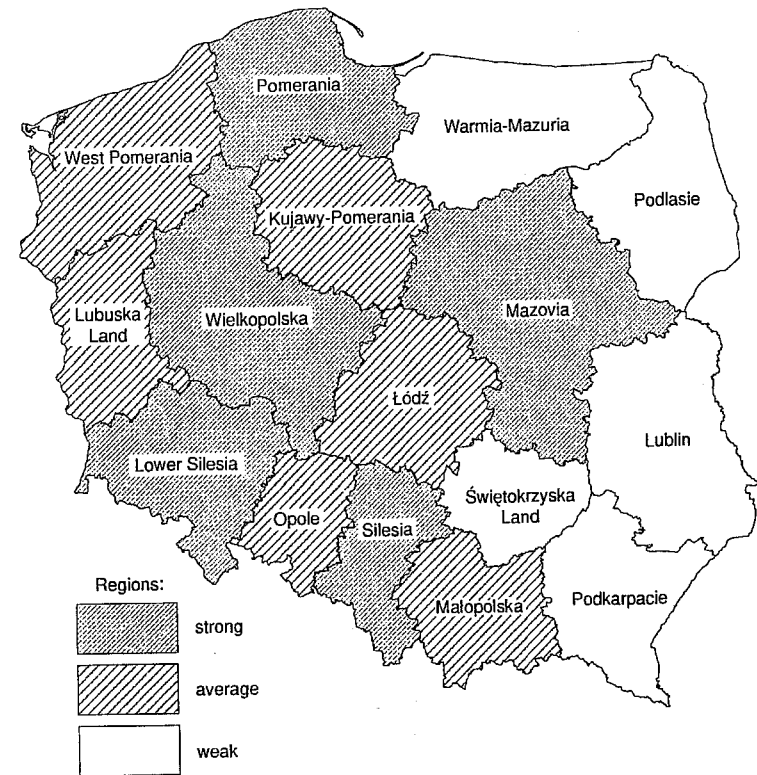 Pomerania
Warmia-Mazuria
West Pomerania
Podlasie
Kujawy-Pomerania
Mazovia
Lubuska
Land
Wielkopolska
Łódź
Lublin
Lower Silesia
Świętokrzyska
Land
Opole
Silesia
Małopolska
Podkarpacie
Regions:
strong
average
weak